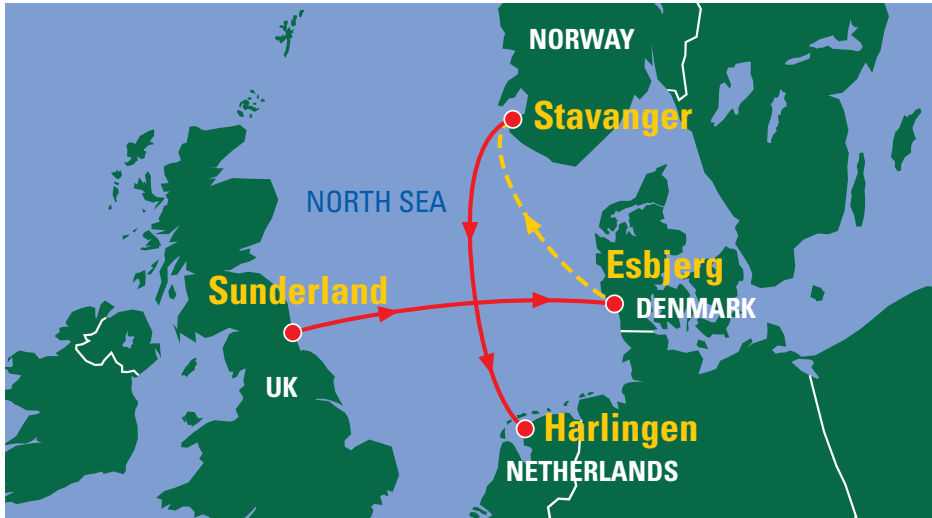 NORWAY
Stavanger
NORTH SEA
Esbjerg
Sunderland
DENMARK
UK
Harlingen
NETHERLANDS